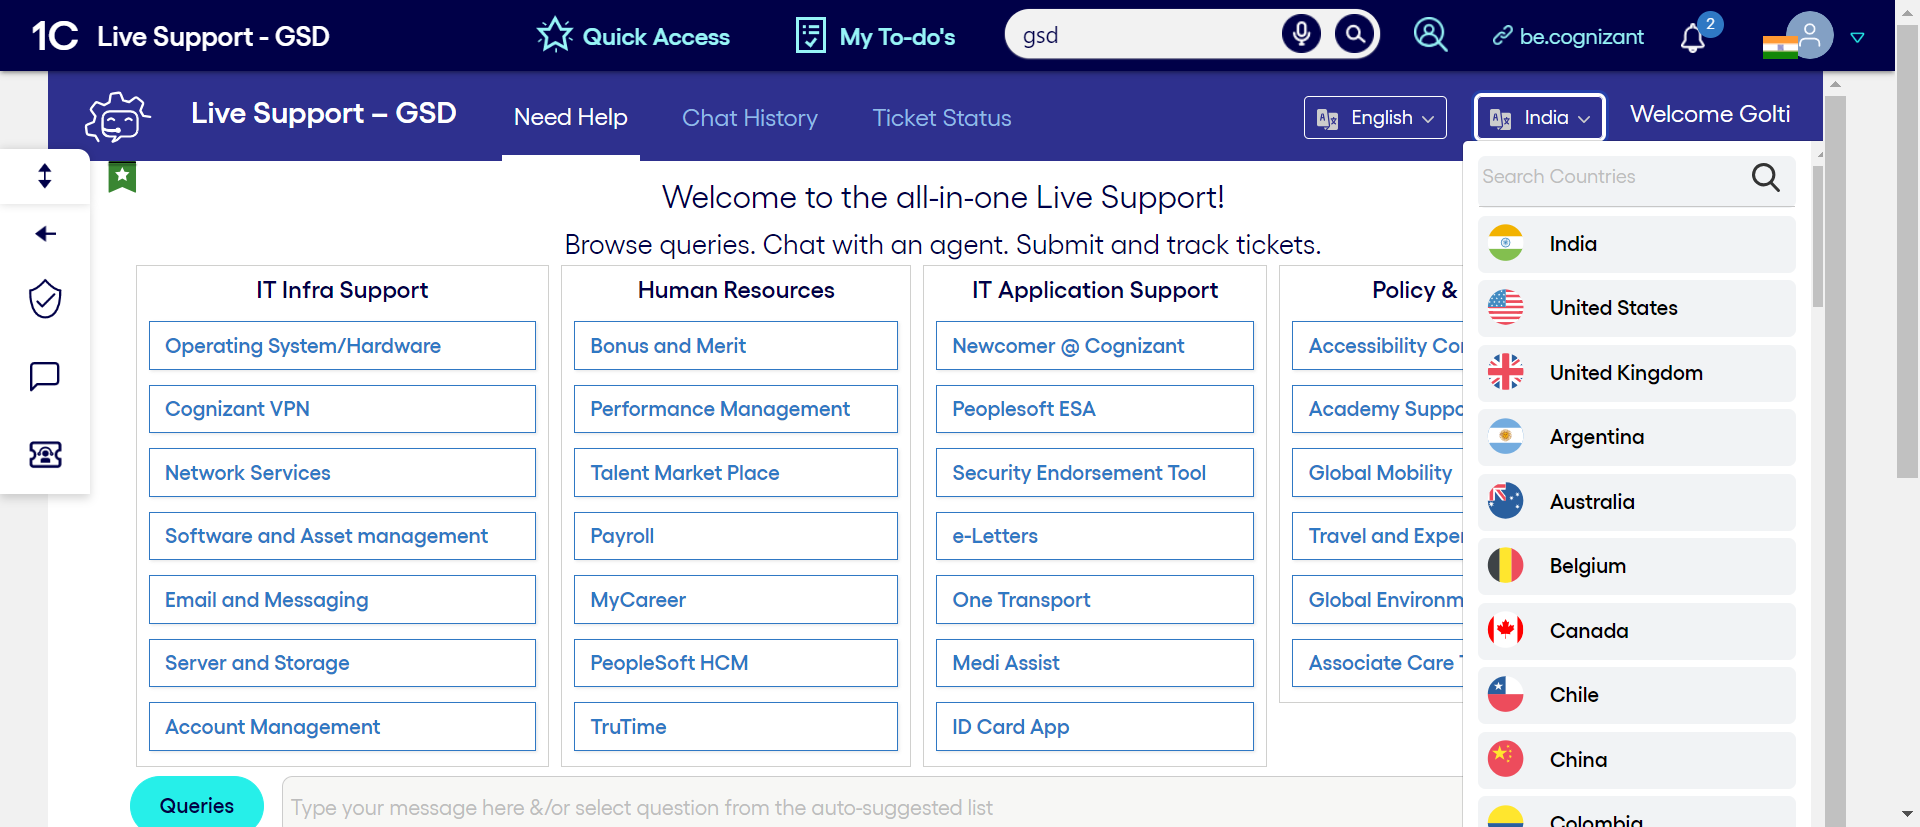 1C Live Support - GSD
Quick Access
My To-do's
gsd
be.cognizant
2
Live Support – GSD
Need Help
Chat History
Ticket Status
English
India
Welcome Golti
Welcome to the all-in-one Live Support!
Browse queries. Chat with an agent. Submit and track tickets.
IT Infra Support
Operating System/Hardware
Cognizant VPN
Network Services
Software and Asset management
Email and Messaging
Server and Storage
Account Management
Human Resources
Bonus and Merit
Performance Management
Talent Market Place
Payroll
MyCareer
PeopleSoft HCM
TruTime
IT Application Support
Newcomer @ Cognizant
Peoplesoft ESA
Security Endorsement Tool
e-Letters
One Transport
Medi Assist
ID Card App
Policy &
Accessibility
Academy
Global Mobility
Travel and
Global
Associate Care
Search Countries
India
United States
United Kingdom
Argentina
Australia
Belgium
Canada
Chile
China
Colombia
Queries
Type your message here &/or select question from the auto-suggested list